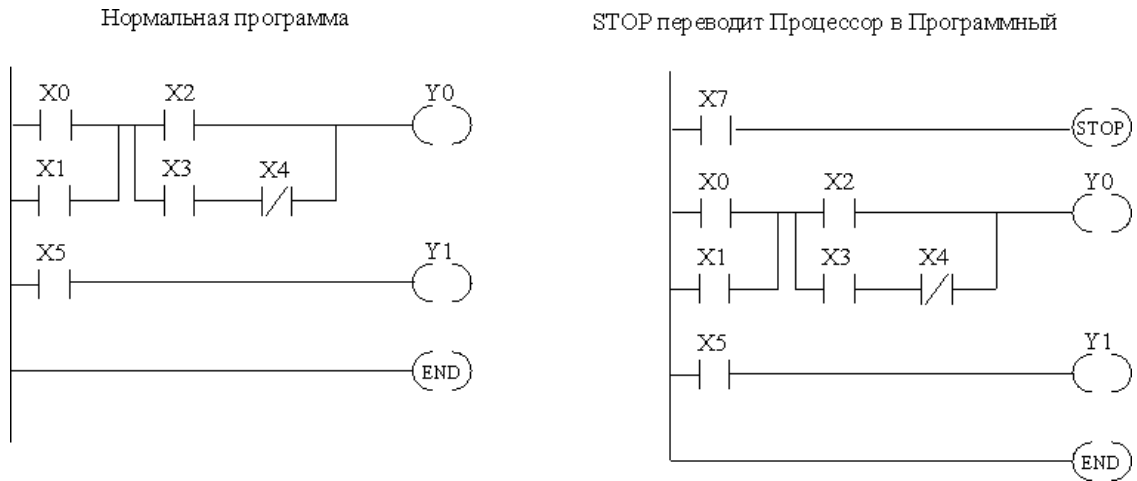 Нормальная программа
X0 X2 Y0
X1 X3 X4
X5 Y1
END
STOP переводит Процессор в Программный
X7
STOP
X0 X2 Y0
X1 X3 X4
X5 Y1
END